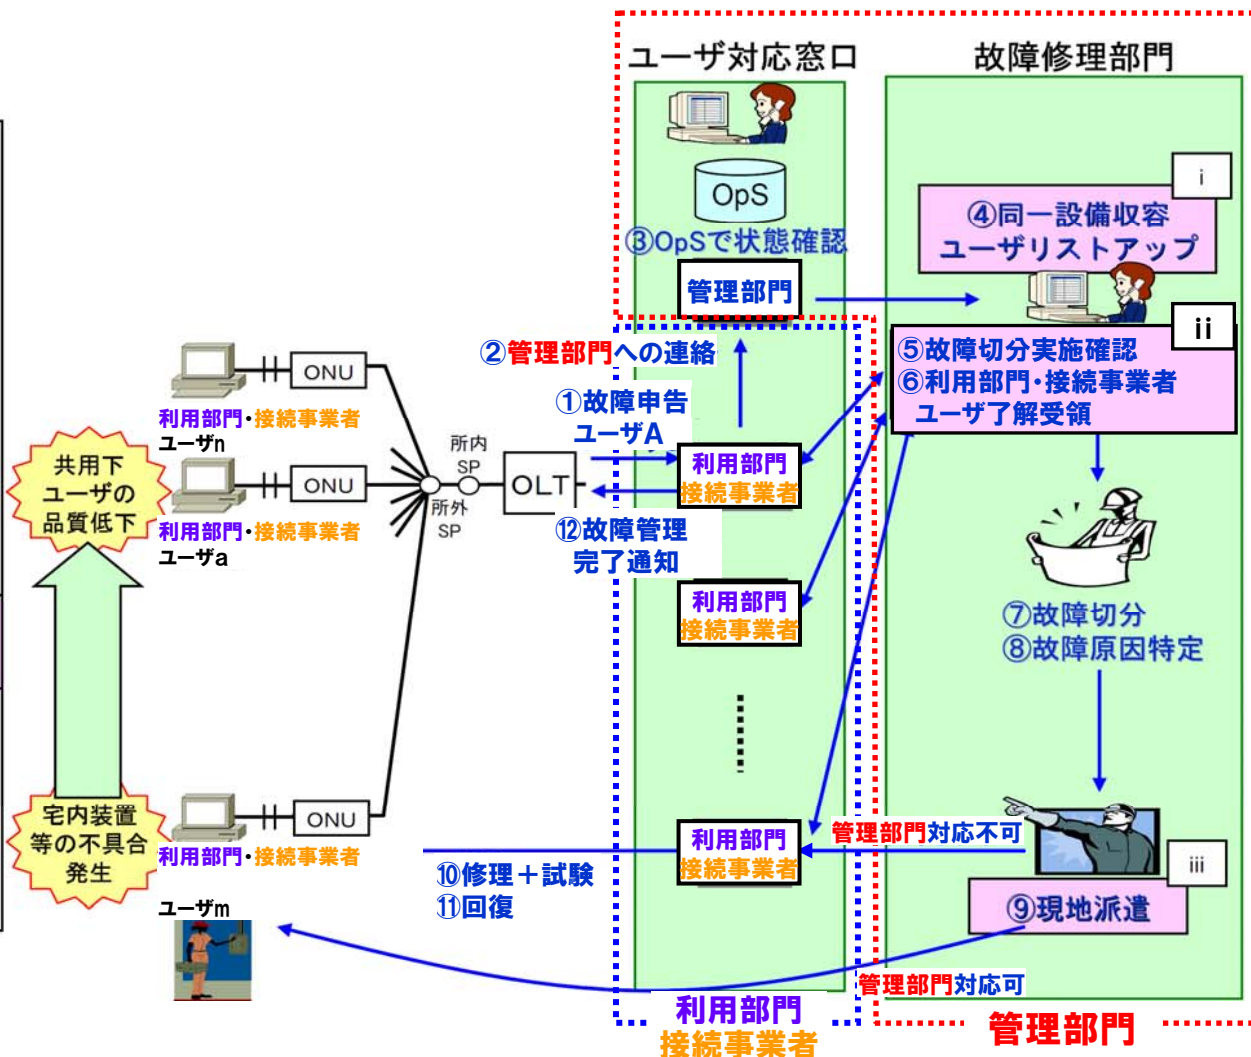 ユーザ対応窓口
故障修理部門
OpS
③OpSで状態確認
管理部門
i
④同一設備収容
ユーザリストアップ
ii
⑤故障切分実施確認
⑥利用部門・接続事業者
ユーザ了解受領
②管理部門への連絡
①故障申告
ユーザA
ONU
利用部門・接続事業者
ユーザn
共用下
ユーザの
品質低下
ONU
利用部門・接続事業者
ユーザa
所内
SP
所外
SP
OLT
利用部門
接続事業者
⑫故障管理
完了通知
利用部門
接続事業者
⑦故障切分
⑧故障原因特定
宅内装置
等の不具合
発生
ONU
利用部門・接続事業者
ユーザm
利用部門
接続事業者
管理部門対応不可
⑩修理＋試験
⑪回復
iii
⑨現地派遣
管理部門対応可
利用部門
接続事業者
管理部門